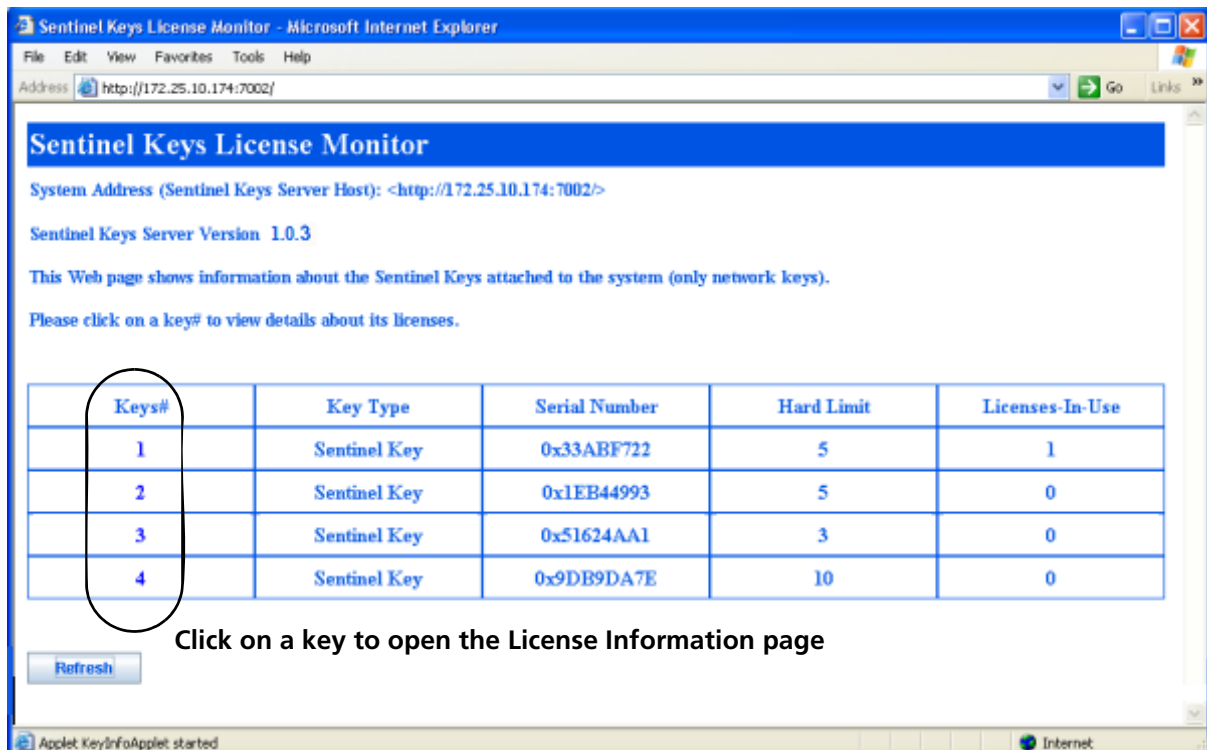 Sentinel Keys License Monitor - Microsoft Internet Explorer
File Edit View Favorites Tools Help
Address http://172.25.10.174:7002/ Go Links »
Sentinel Keys License Monitor
System Address (Sentinel Keys Server Host): <http://172.25.10.174:7002/>
Sentinel Keys Server Version 1.0.3
This Web page shows information about the Sentinel Keys attached to the system (only network keys).
Please click on a key# to view details about its licenses.
Keys# Key Type Serial Number Hard Limit Licenses-In-Use
1 Sentinel Key 0x33ABF722 5 1
2 Sentinel Key 0x1EB44993 5 0
3 Sentinel Key 0x51624AA1 3 0
4 Sentinel Key 0x9DB9DA7E 10 0
Click on a key to open the License Information page
Refresh
Applet KeyInfoApplet started Internet